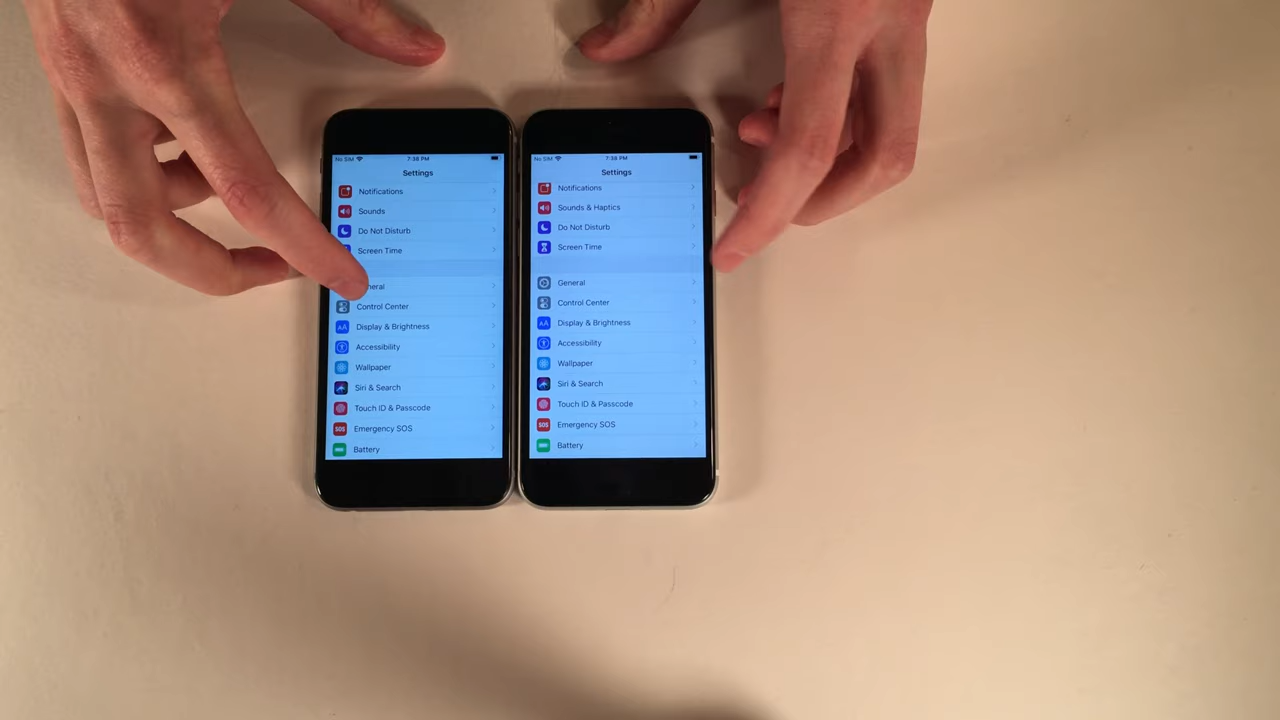 No SIM
7:38 PM
Settings
Notifications
Sounds
Do Not Disturb
Screen Time
Control Center
AA
Display & Brightness
Accessibility
Wallpaper
Siri & Search
Touch ID & Passcode
SOS
Emergency SOS
Battery
No SIM
7:38 PM
Settings
Notifications
Sounds & Haptics
Do Not Disturb
Screen Time
General
Control Center
AA
Display & Brightness
Accessibility
Wallpaper
Siri & Search
Touch ID & Passcode
SOS
Emergency SOS
Battery